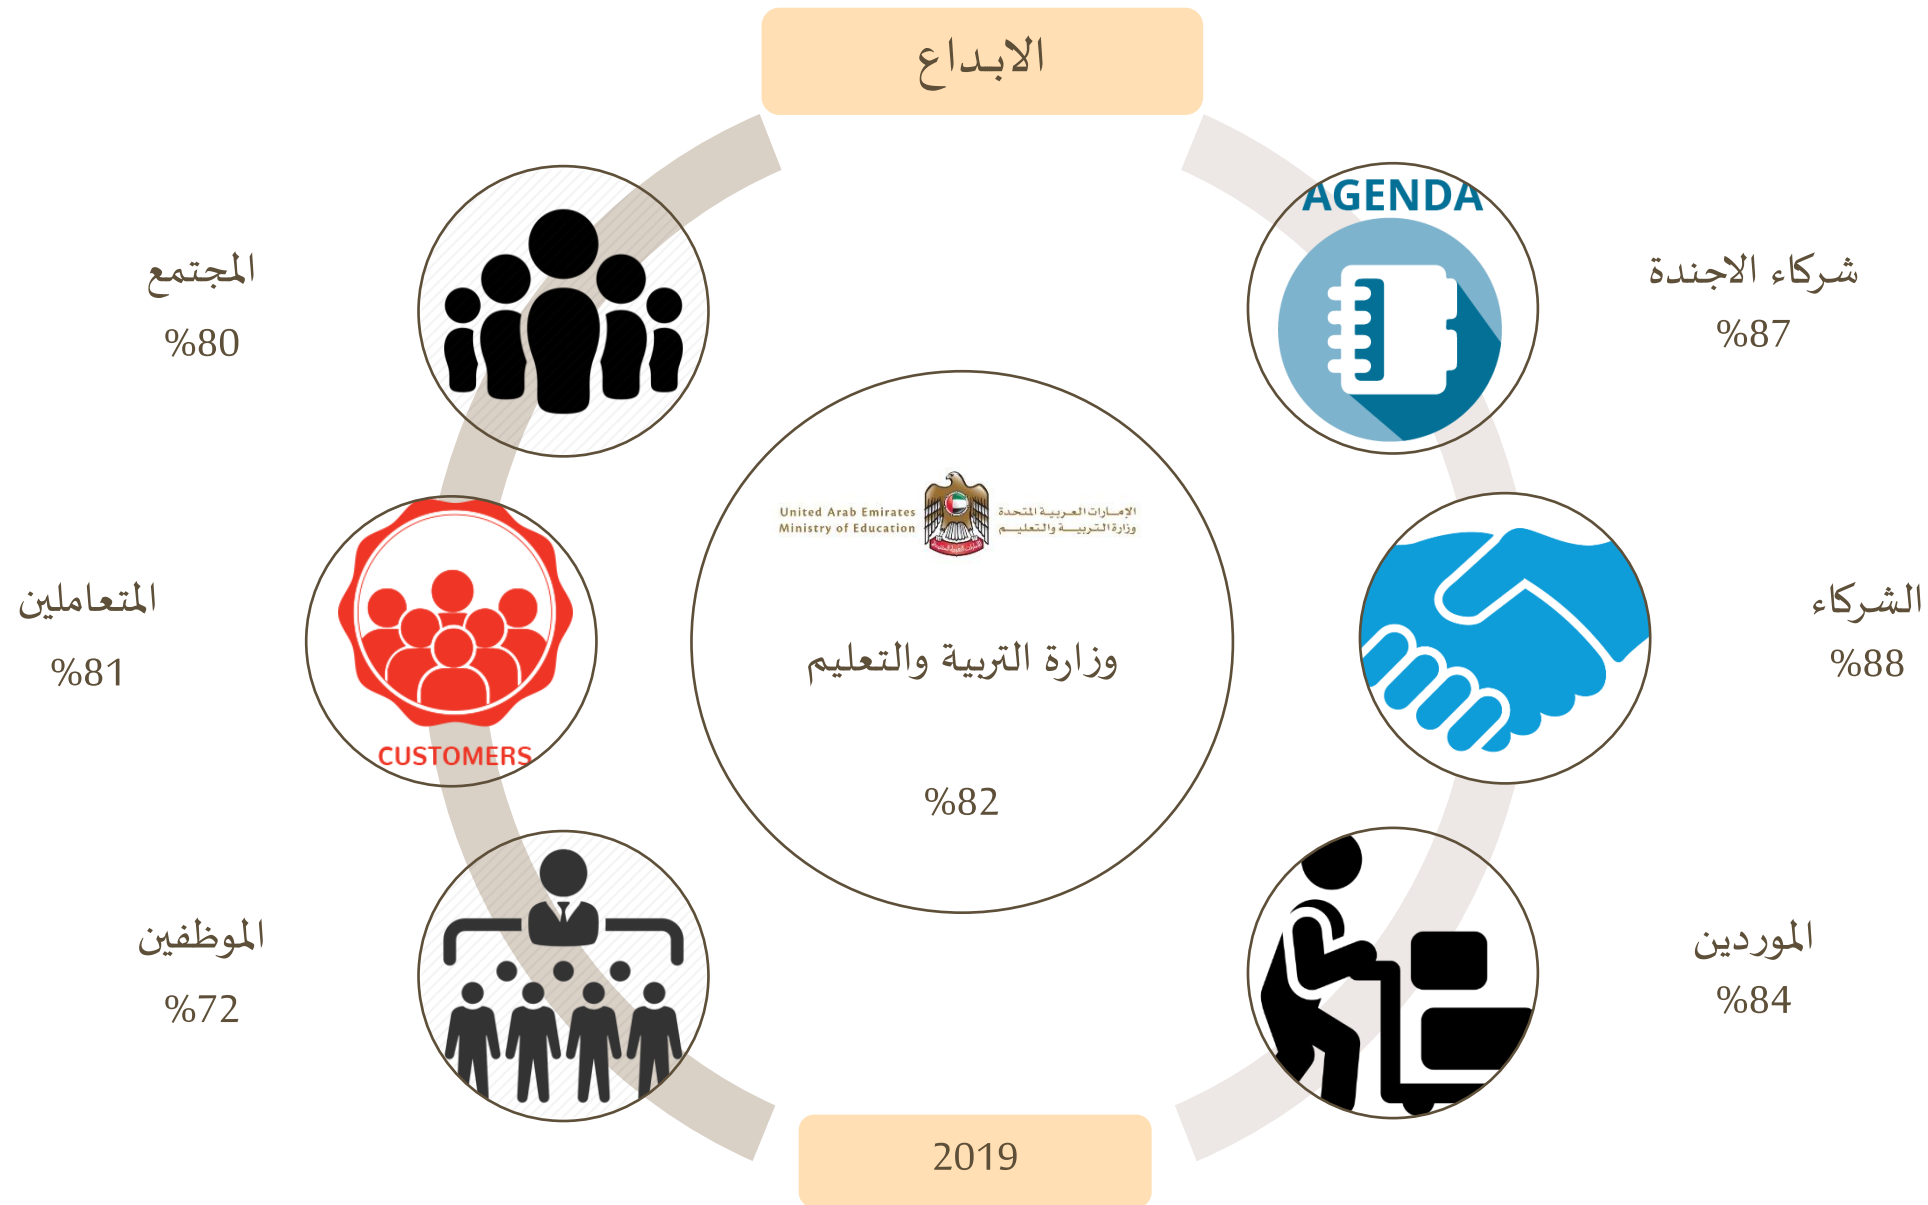 الابداع
AGENDA
شركاء الاجندة
%87
المجتمع
%80
United Arab Emirates
Ministry of Education
الإمارات العربية المتحدة
وزارة التربية والتعليم
وزارة التربية والتعليم
%82
الشركاء
%88
المتعاملين
%81
CUSTOMERS
الموردين
%84
الموظفين
%72
2019